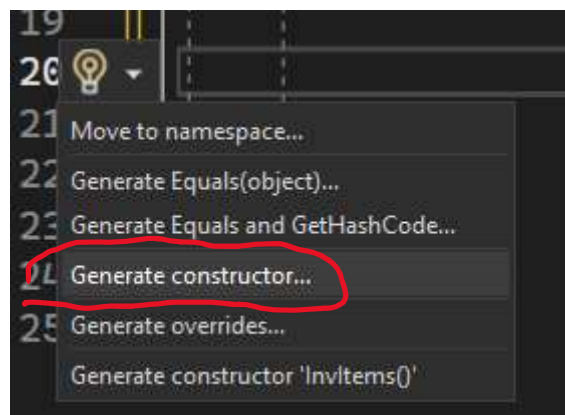 19
20
21 Move to namespace...
22 Generate Equals(object)...
23 Generate Equals and GetHashCode...
24 Generate constructor...
25 Generate overrides...
Generate constructor 'InvItems()'